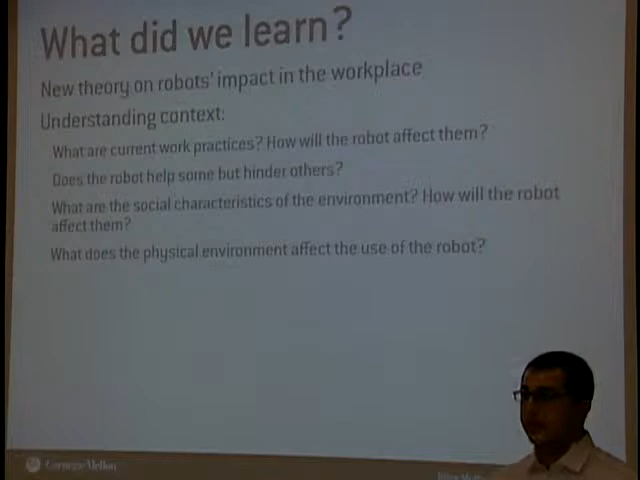 What did we learn?
New theory on robots' impact in the workplace
Understanding context:
What are current work practices? How will the robot affect them?
Does the robot help some but hinder others?
What are the social characteristics of the environment? How will the robot
affect them?
What does the physical environment affect the use of the robot?
Carnegie Mellon